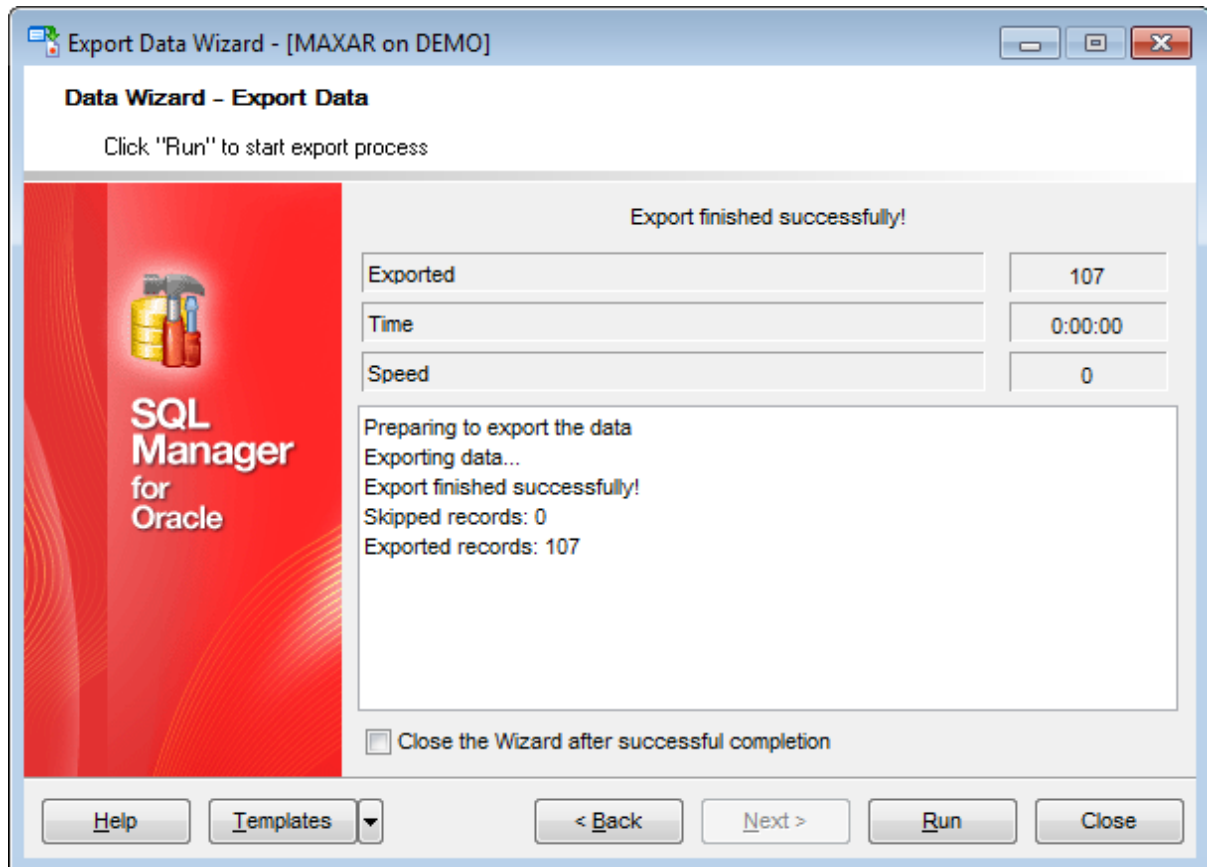 Export Data Wizard - [MAXAR on DEMO]
Data Wizard - Export Data
Click "Run" to start export process
SQL
Manager
for
Oracle
Export finished successfully!
Exported 107
Time 0:00:00
Speed 0
Preparing to export the data
Exporting data...
Export finished successfully!
Skipped records: 0
Exported records: 107
Close the Wizard after successful completion
Help Templates < Back Next > Run Close